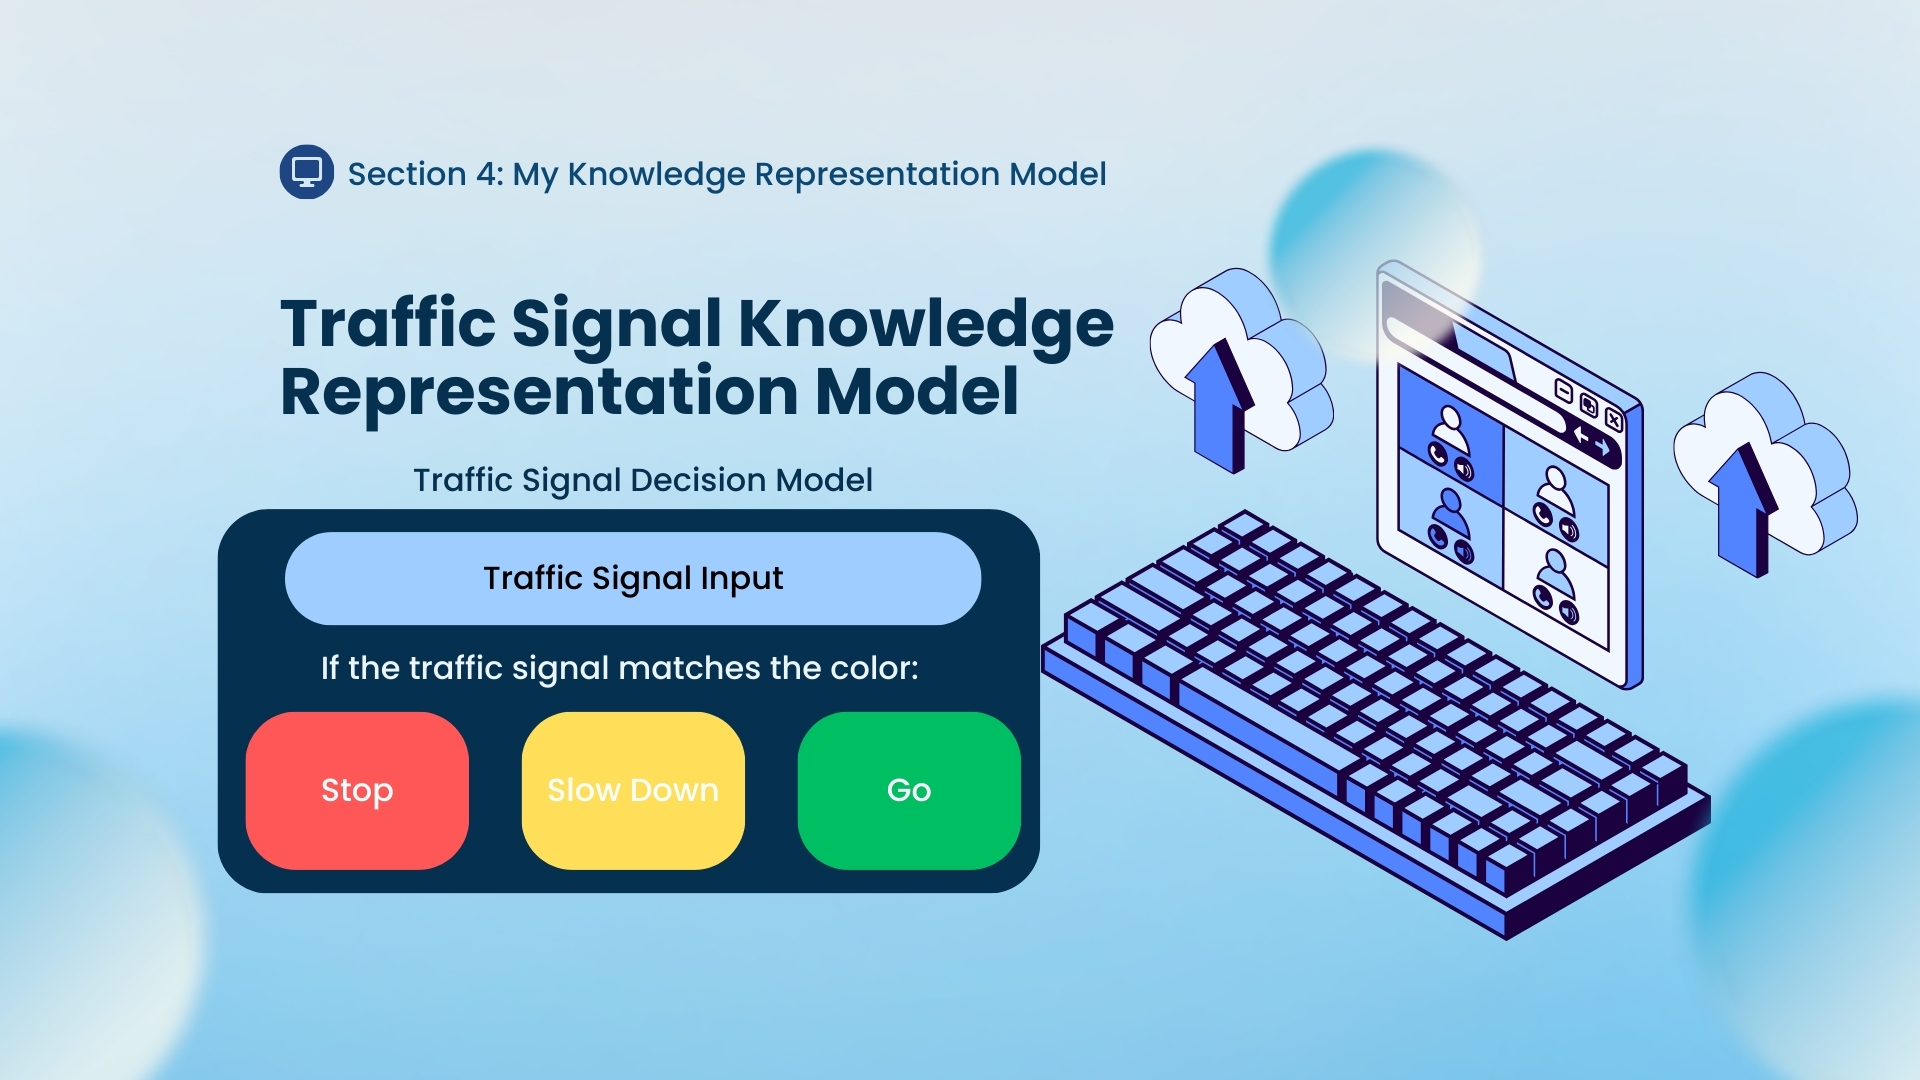 Section 4: My Knowledge Representation Model
Traffic Signal Knowledge
Representation Model
Traffic Signal Decision Model
Traffic Signal Input
If the traffic signal matches the color:
Stop
Slow Down
Go